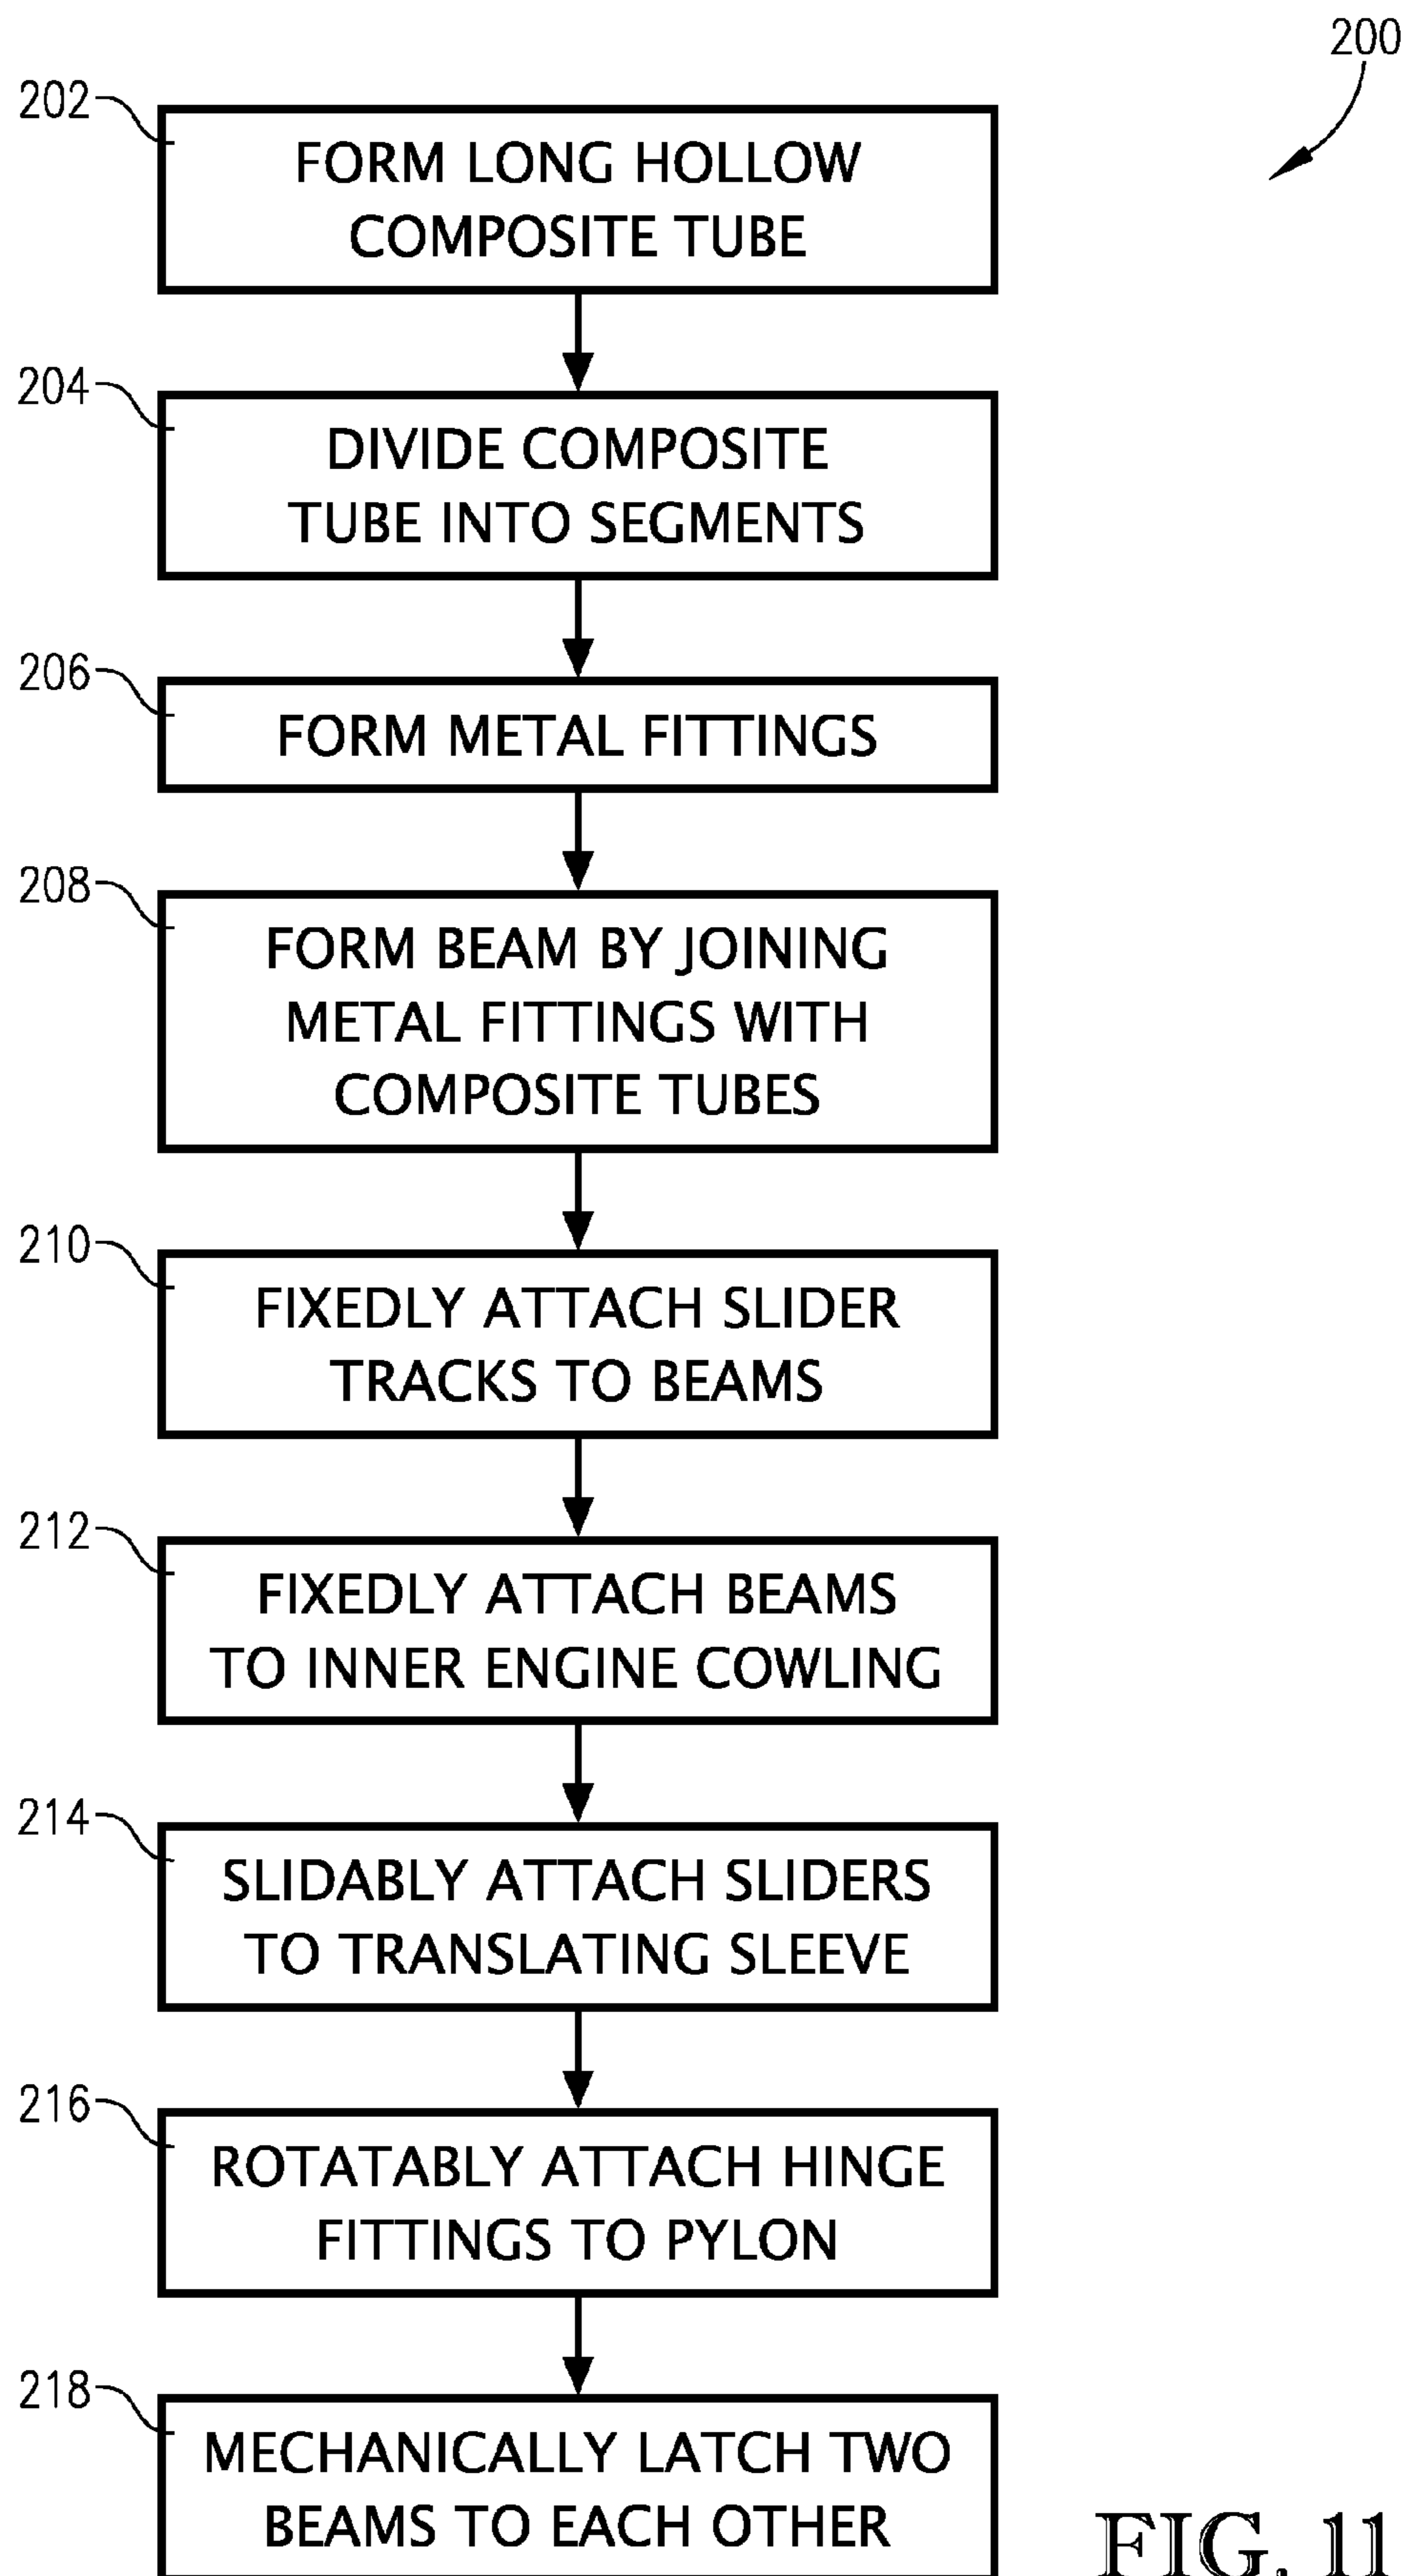 200
202
FORM LONG HOLLOW
COMPOSITE TUBE
204
DIVIDE COMPOSITE
TUBE INTO SEGMENTS
206
FORM METAL FITTINGS
208
FORM BEAM BY JOINING
METAL FITTINGS WITH
COMPOSITE TUBES
210
FIXEDLY ATTACH SLIDER
TRACKS TO BEAMS
212
FIXEDLY ATTACH BEAMS
TO INNER ENGINE COWLING
214
SLIDABLY ATTACH SLIDERS
TO TRANSLATING SLEEVE
216
ROTATABLY ATTACH HINGE
FITTINGS TO PYLON
218
MECHANICALLY LATCH TWO
BEAMS TO EACH OTHER
FIG. 11